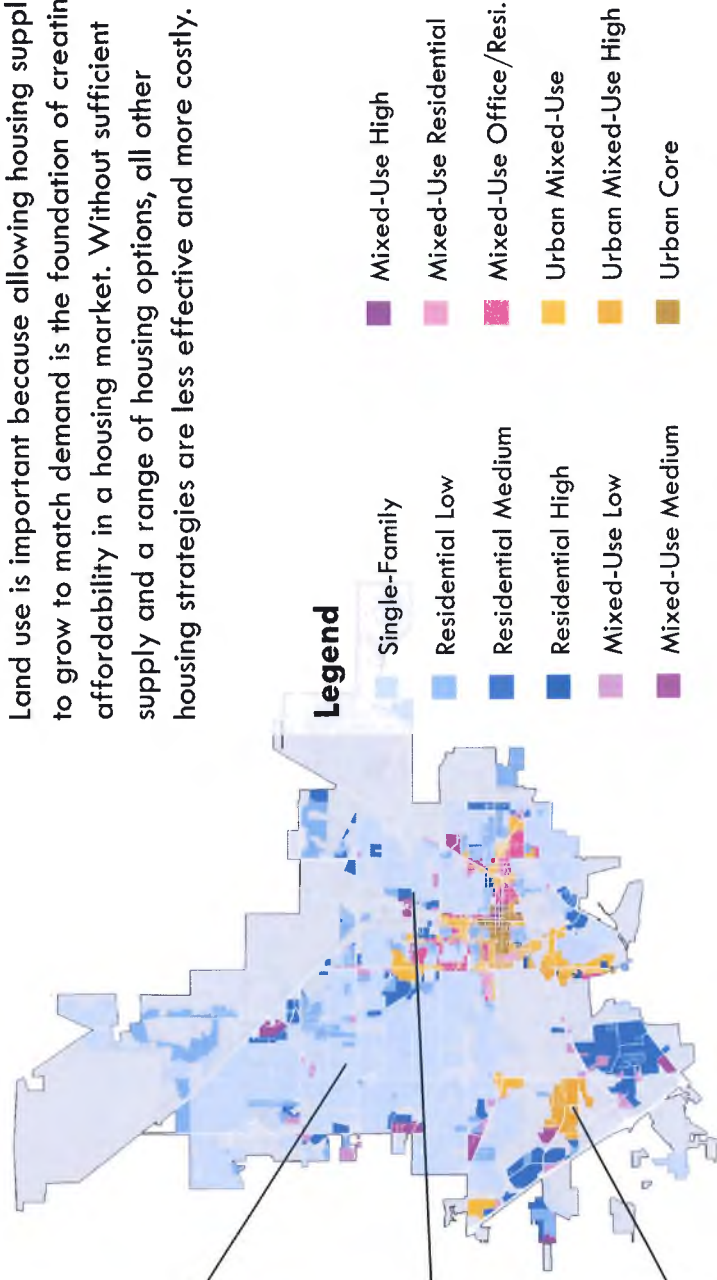 Land use is important because allowing housing suppl
to grow to match demand is the foundation of creatin
affordability in a housing market. Without sufficient
supply and a range of housing options, all other
housing strategies are less effective and more costly.
Legend
Single-Family
Residential Low
Residential Medium
Residential High
Mixed-Use Low
Mixed-Use Medium
Mixed-Use High
Mixed-Use Residential
Mixed-Use Office/Resi.
Urban Mixed-Use
Urban Mixed-Use High
Urban Core